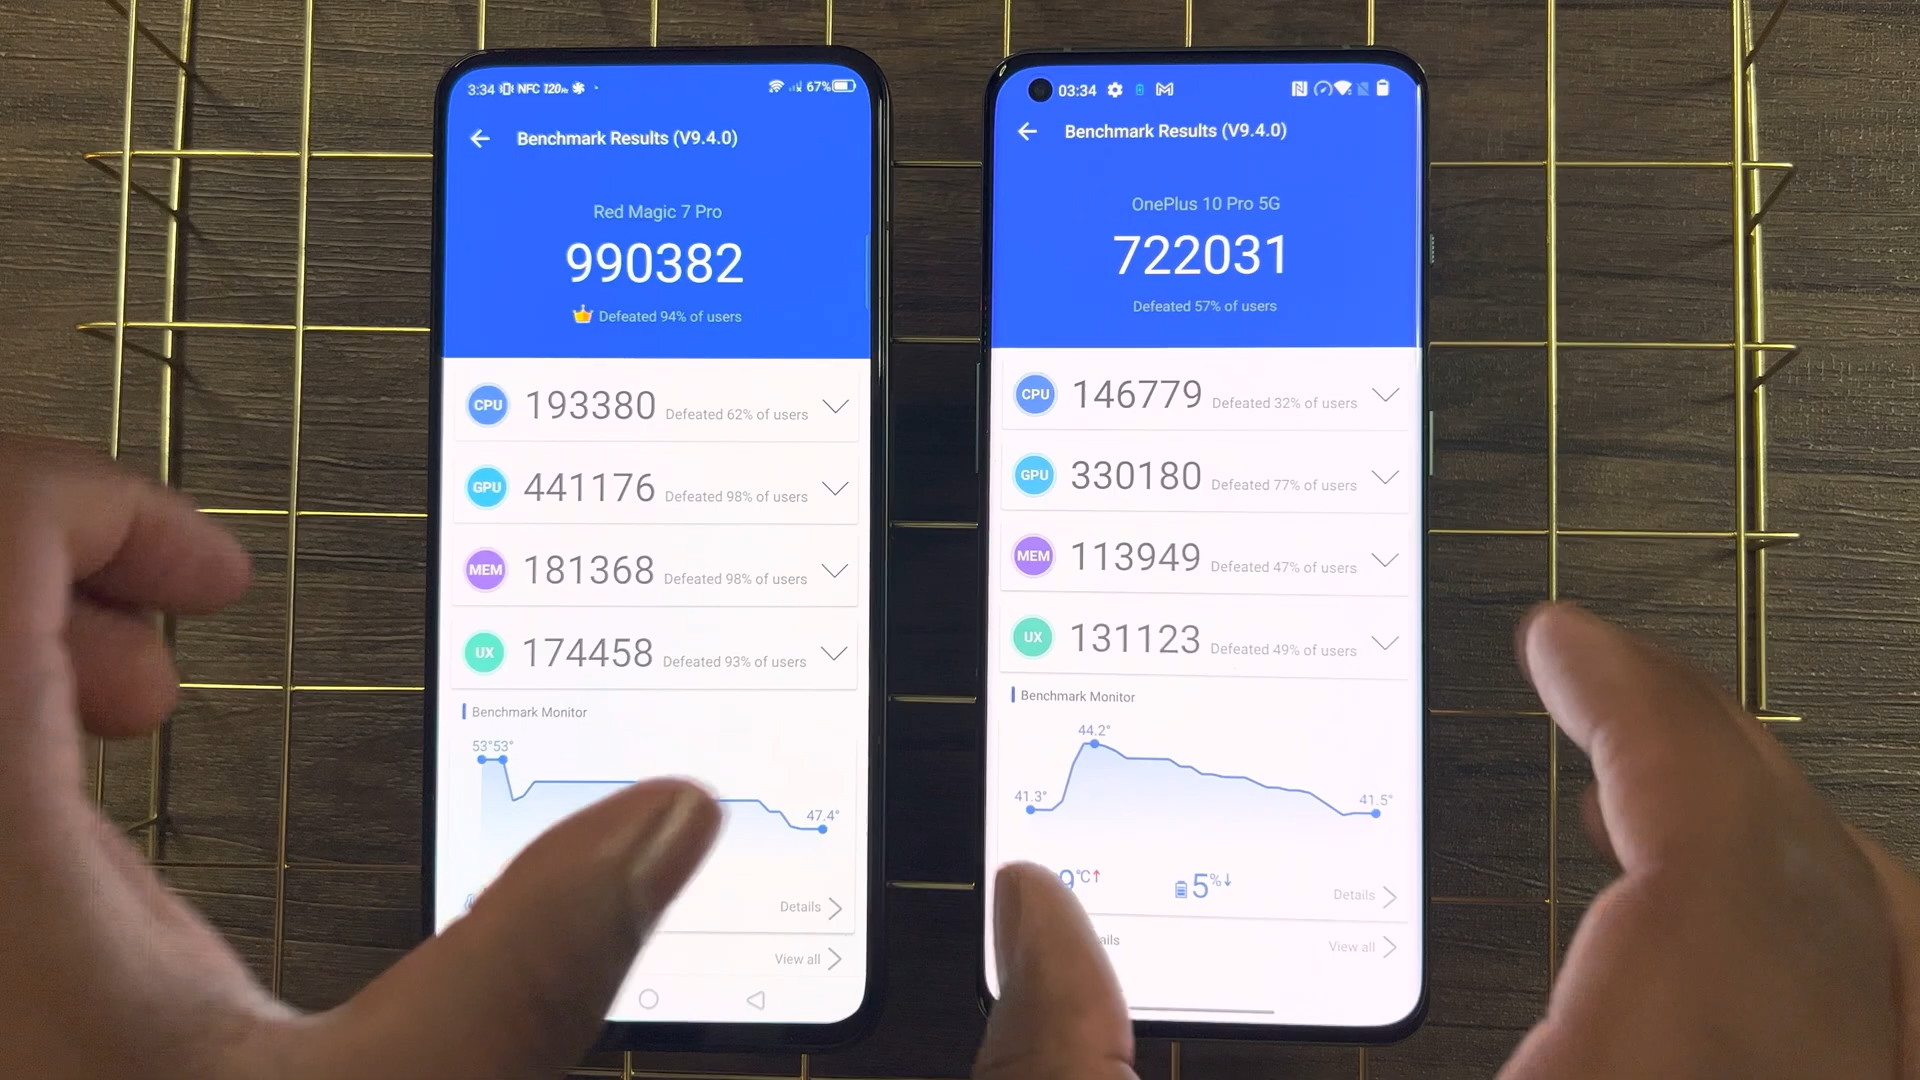 3:34 NFC 120Hz
67%
Benchmark Results (V9.4.0)
Red Magic 7 Pro
990382
Defeated 94% of users
CPU 193380 Defeated 62% of users
GPU 441176 Defeated 98% of users
MEM 181368 Defeated 98% of users
UX 174458 Defeated 93% of users
Benchmark Monitor
53°53°
47.4°
Details
View all
03:34
Benchmark Results (V9.4.0)
OnePlus 10 Pro 5G
722031
Defeated 57% of users
CPU 146779 Defeated 32% of users
GPU 330180 Defeated 77% of users
MEM 113949 Defeated 47% of users
UX 131123 Defeated 49% of users
Benchmark Monitor
44.2°
41.3°
41.5°
9°C↑ 5%↓ Details
ails View all